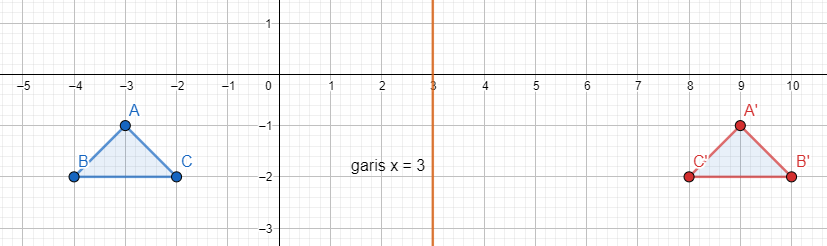 1
–5 –4 –3 –2 –1 0 1 2 3 4 5 6 7 8 9 10
A A'
–1
B C garis x = 3 C' B'
–2
–3